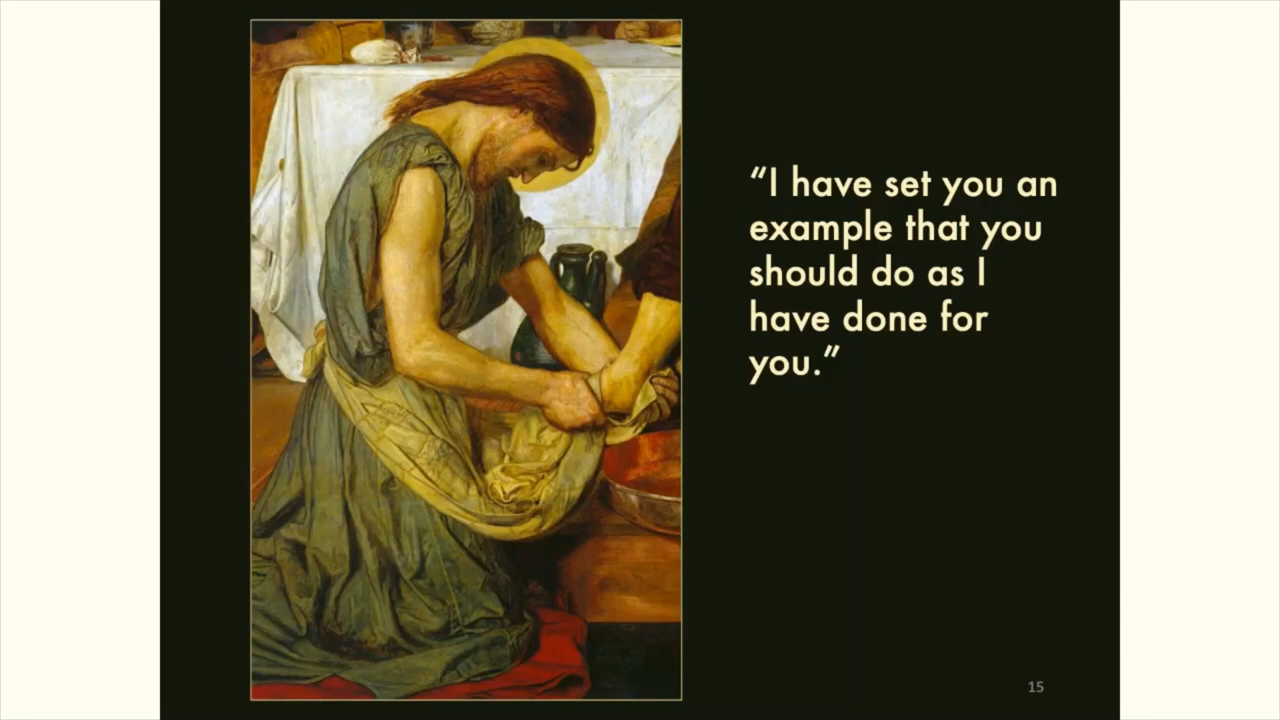 “I have set you an
example that you
should do as I
have done for
you.”
15